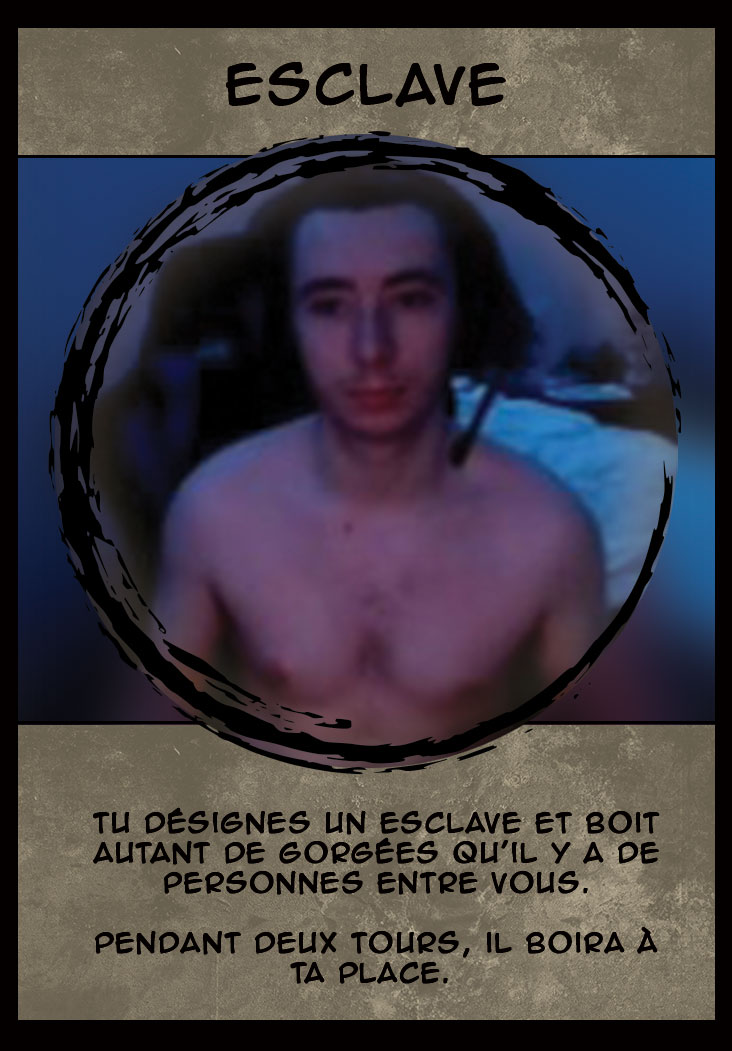 ESCLAVE
TU DÉSIGNES UN ESCLAVE ET BOIT
AUTANT DE GORGÉES QU'IL Y A DE
PERSONNES ENTRE VOUS.
PENDANT DEUX TOURS, IL BOIRA À
TA PLACE.